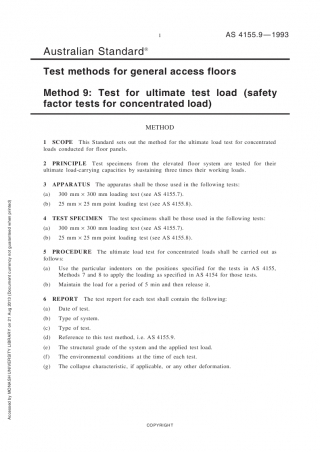 1
AS 4155.9—1993
Australian Standard®
Test methods for general access floors
Method 9: Test for ultimate test load (safety
factor tests for concentrated load)
METHOD
1 SCOPE This Standard sets out the method for the ultimate load test for concentrated
loads conducted for floor panels.
2 PRINCIPLE Test specimens from the elevated floor system are tested for their
ultimate load-carrying capacities by sustaining three times their working loads.
3 APPARATUS The apparatus shall be those used in the following tests:
(a) 300 mm × 300 mm loading test (see AS 4155.7).
(b) 25 mm × 25 mm point loading test (see AS 4155.8).
4 TEST SPECIMEN The test specimens shall be those used in the following tests:
(a) 300 mm × 300 mm loading test (see AS 4155.7).
(b) 25 mm × 25 mm point loading test (see AS 4155.8).
5 PROCEDURE The ultimate load test for concentrated loads shall be carried out as
follows:
(a) Use the particular indentors on the positions specified for the tests in AS 4155,
Methods 7 and 8 to apply the loading as specified in AS 4154 for those tests.
(b) Maintain the load for a period of 5 min and then release it.
6 REPORT The test report for each test shall contain the following:
(a) Date of test.
(b) Type of system.
(c) Type of test.
(d) Reference to this test method, i.e. AS 4155.9.
(e) The structural grade of the system and the applied test load.
(f) The environmental conditions at the time of each test.
(g) The collapse characteristic, if applicable, or any other deformation.
Accessed by MONASH UNIVERSITY LIBRARY on 21 Aug 2013 (Document currency not guaranteed when printed)
COPYRIGHT